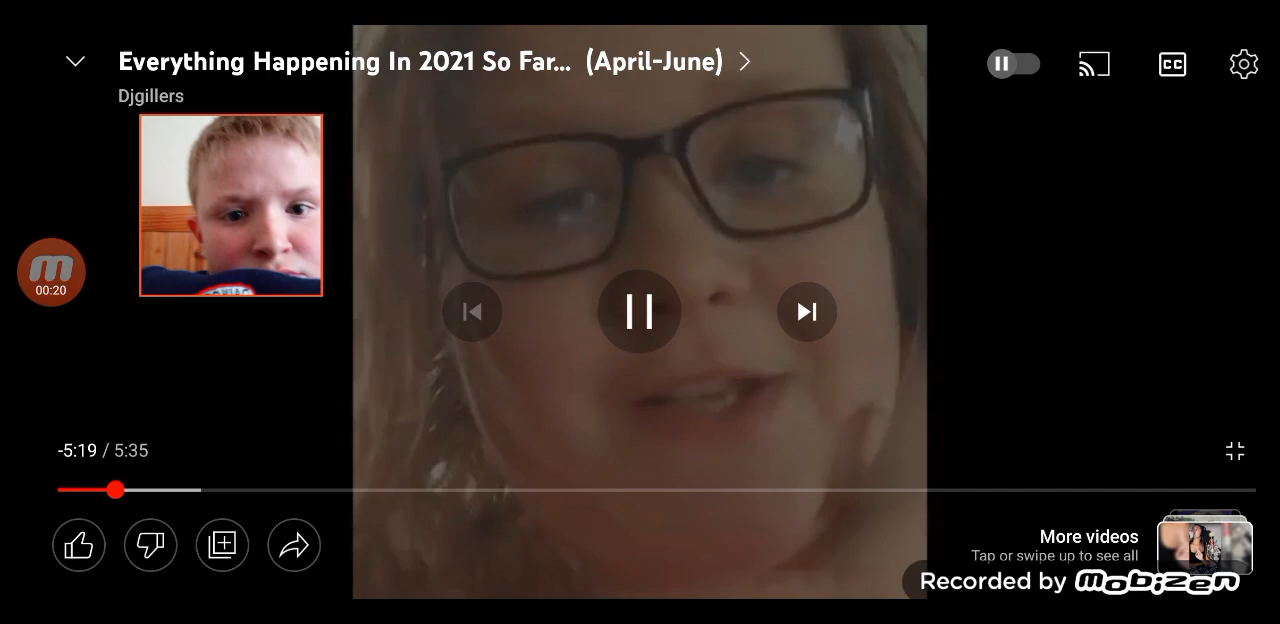 Everything Happening In 2021 So Far... (April-June)
Djgillers
CC
m
00:20
-5:19 / 5:35
More videos
Tap or swipe up to see all
Recorded by mobizen